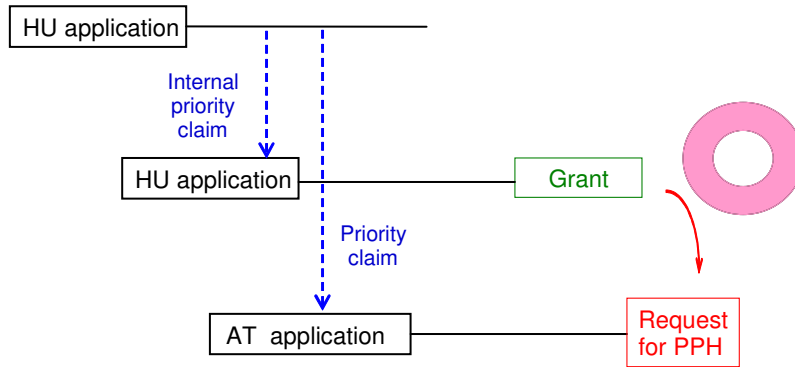 HU application
Internal
priority
claim
HU application
Grant
Priority
claim
AT application
Request
for PPH